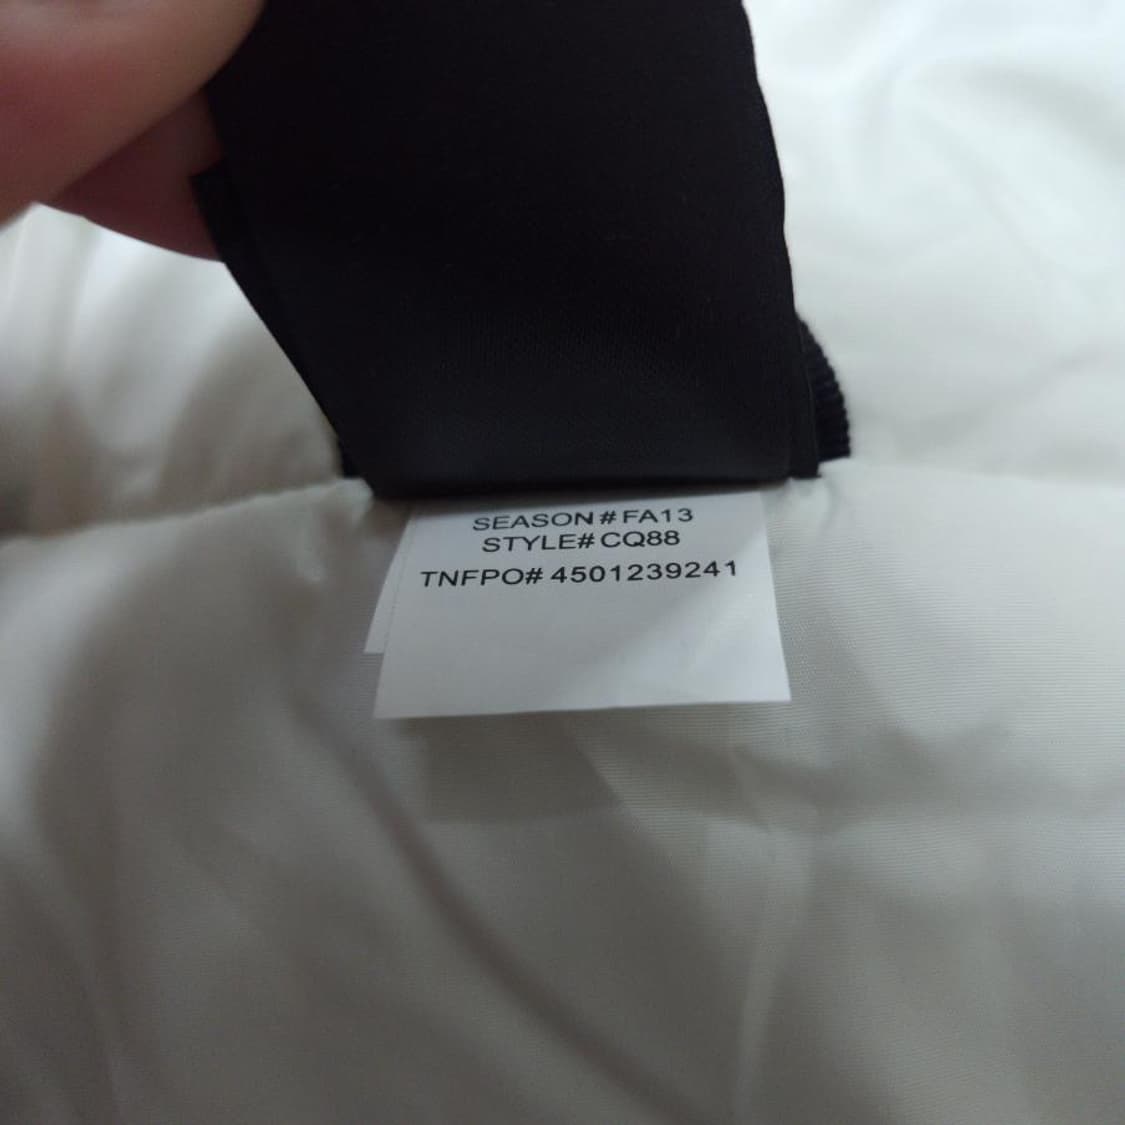 SEASON # FA13
STYLE# CQ88
TNFPO# 4501239241